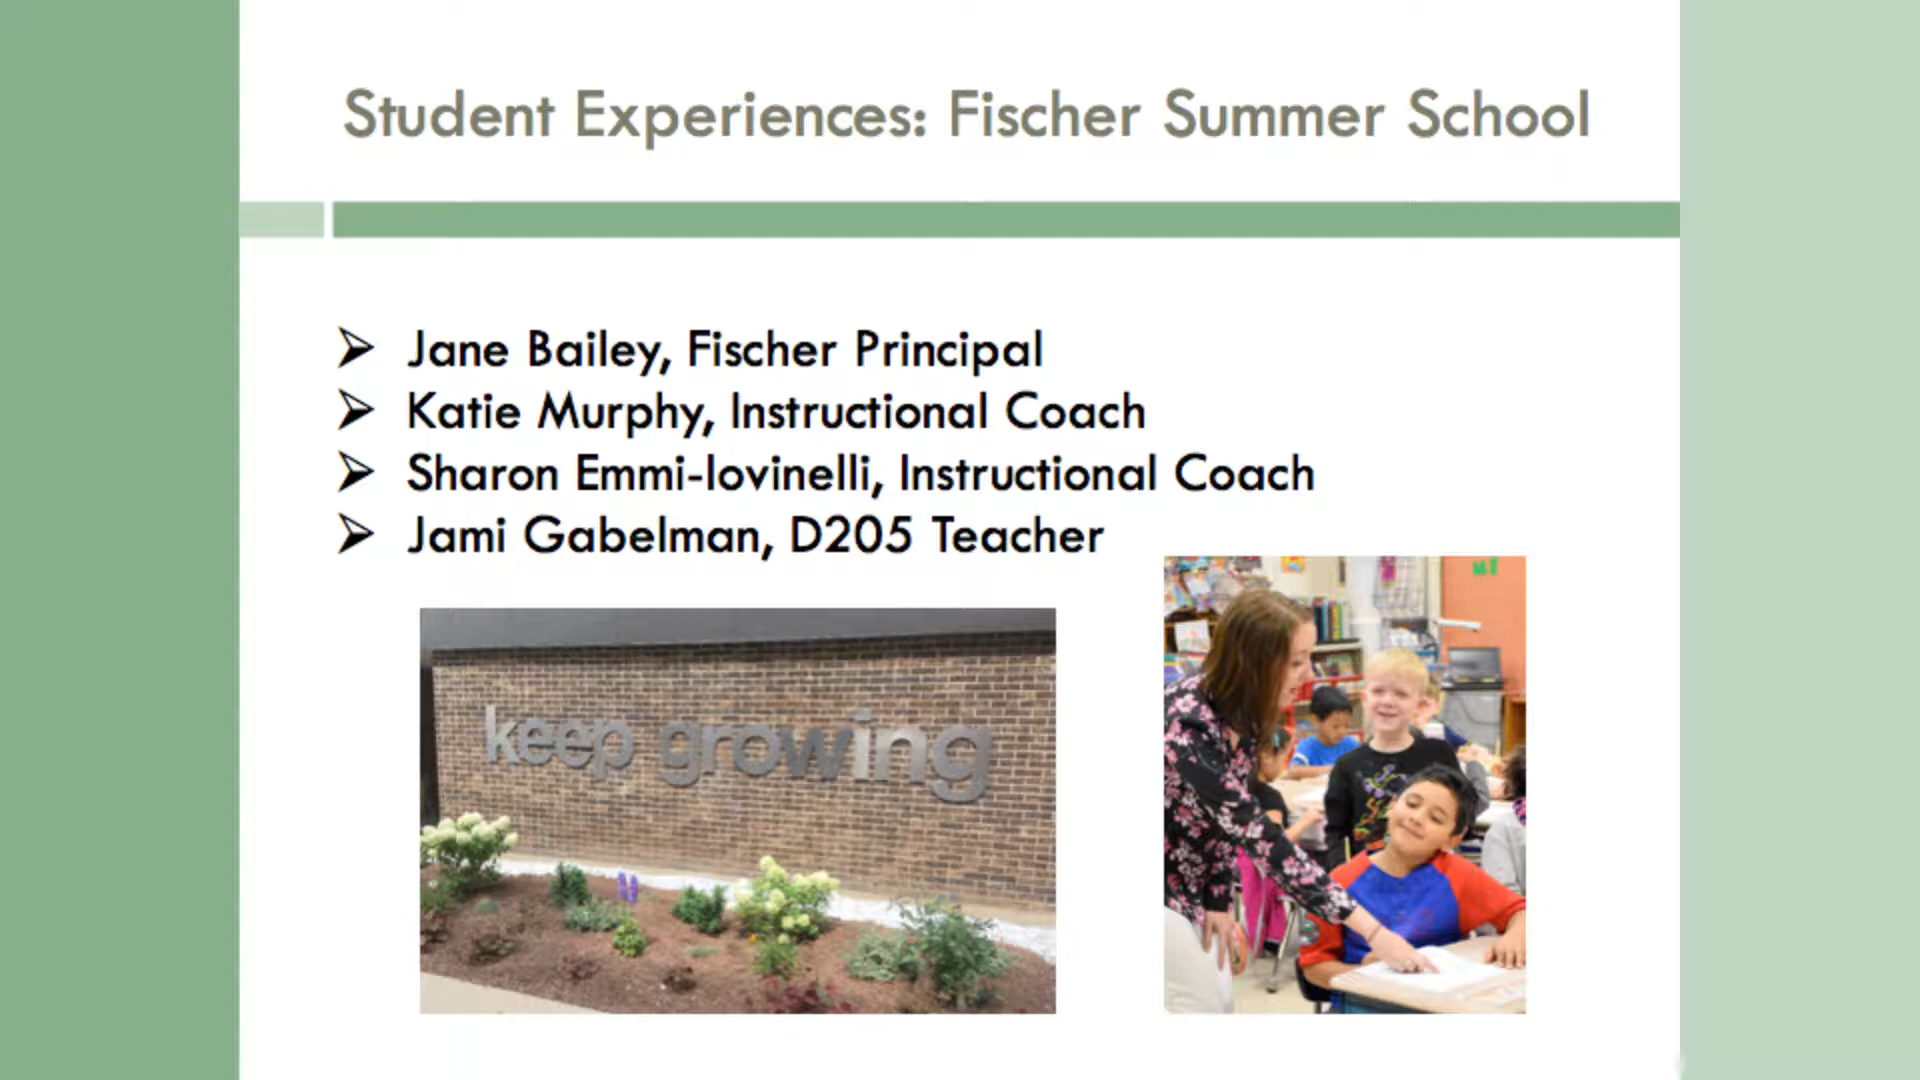 Student Experiences: Fischer Summer School
Jane Bailey, Fischer Principal
Katie Murphy, Instructional Coach
Sharon Emmi-Iovinelli, Instructional Coach
Jami Gabelman, D205 Teacher
keep growing